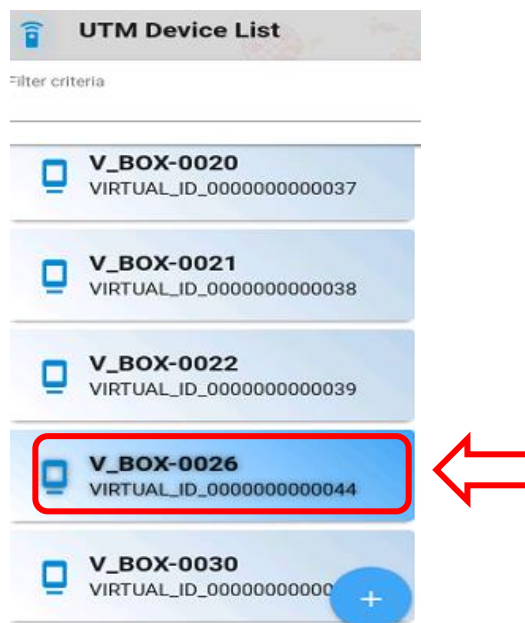 UTM Device List
Filter criteria
V_BOX-0020
VIRTUAL_ID_0000000000037
V_BOX-0021
VIRTUAL_ID_0000000000038
V_BOX-0022
VIRTUAL_ID_0000000000039
V_BOX-0026
VIRTUAL_ID_0000000000044
V_BOX-0030